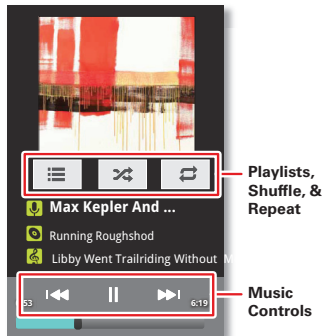 Playlists,
Shuffle, &
Repeat
Max Kepler And ...
Running Roughshod
Libby Went Trailriding Without M
:53
6:19
Music
Controls